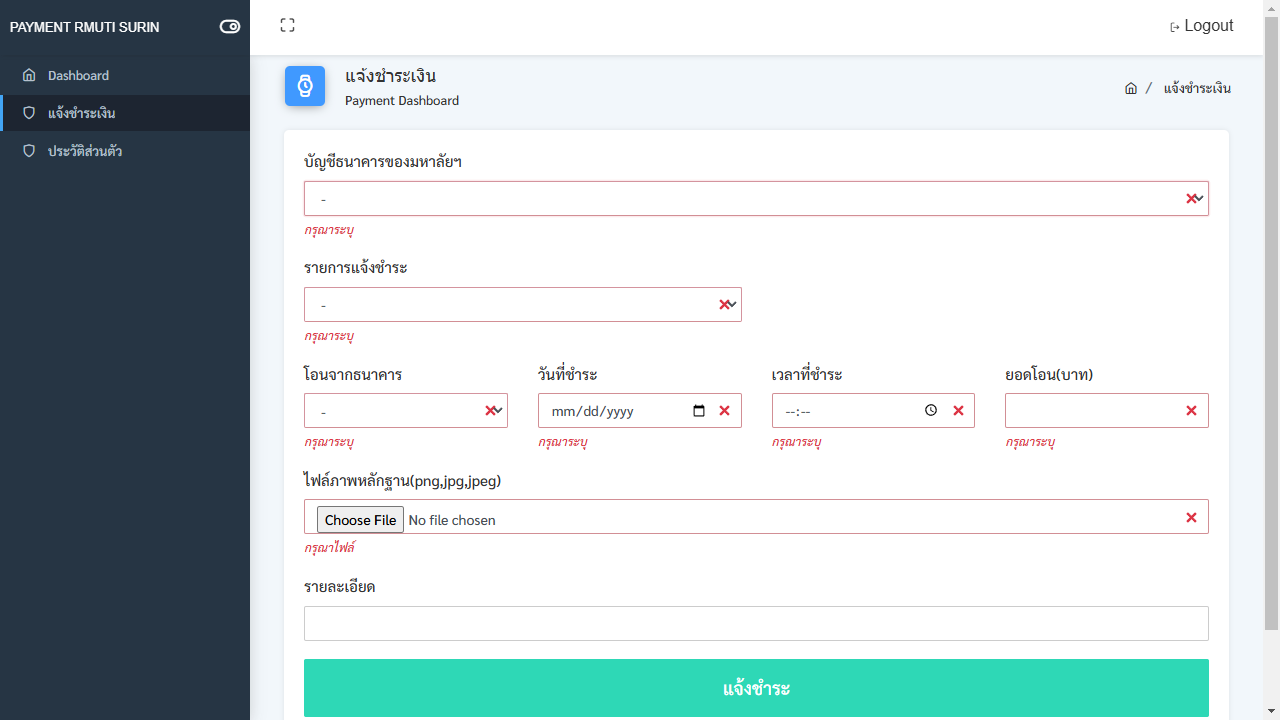 PAYMENT RMUTI SURIN
Logout
Dashboard
แจ้งชำระเงิน
ประวัติส่วนตัว
แจ้งชำระเงิน
Payment Dashboard
/ แจ้งชำระเงิน
บัญชีธนาคารของมหาลัยฯ
-
กรุณาระบุ
รายการแจ้งชำระ
-
กรุณาระบุ
โอนจากธนาคาร วันที่ชำระ เวลาที่ชำระ ยอดโอน(บาท)
- mm/dd/yyyy --:--
กรุณาระบุ กรุณาระบุ กรุณาระบุ กรุณาระบุ
ไฟล์ภาพหลักฐาน(png,jpg,jpeg)
Choose File No file chosen
กรุณาไฟล์
รายละเอียด
แจ้งชำระ